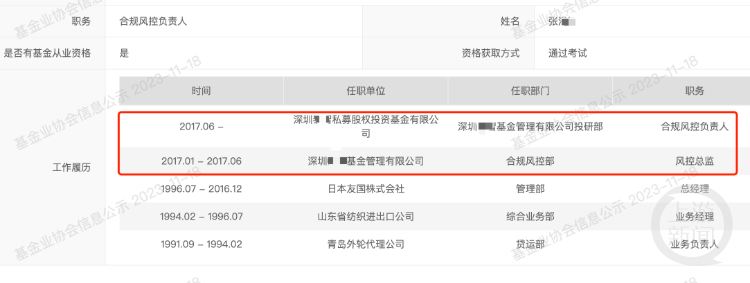 职务 合规风控负责人 姓名 张
是否有基金从业资格 是 资格获取方式 通过考试
工作履历
时间 任职单位 任职部门 职务
2017.06 – 深圳 私募股权投资基金有限公司 深圳 基金管理有限公司投研部 合规风控负责人
2017.01 – 2017.06 深圳 基金管理有限公司 合规风控部 风控总监
1996.07 – 2016.12 日本友国株式会社 管理部 总经理
1994.02 – 1996.07 山东省纺织进出口公司 综合业务部 业务经理
1991.09 – 1994.02 青岛外轮代理公司 货运部 业务负责人
基金业协会信息公示 2023-11-18
上游新闻